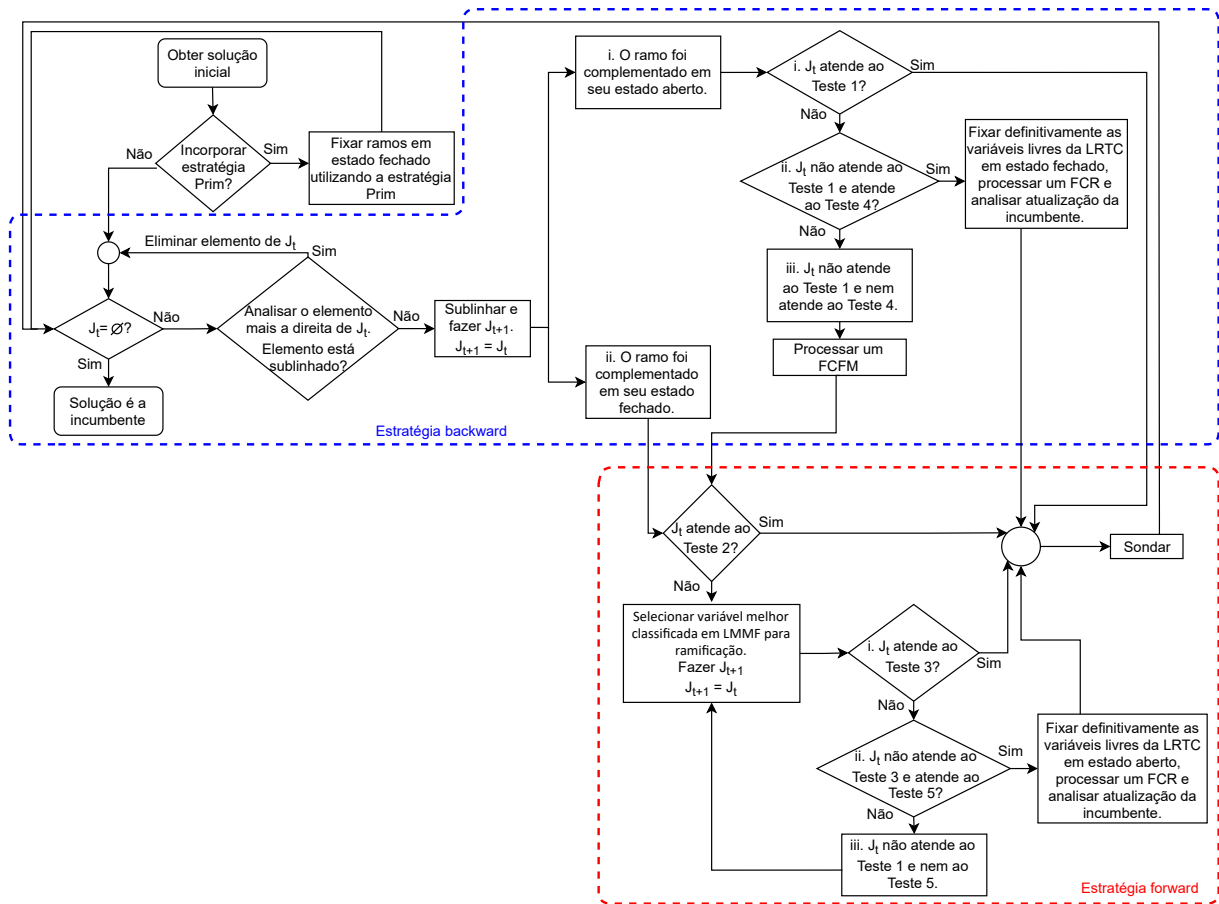 Obter solução
inicial
Incorporar
estratégia
Prim?
Não
Sim
Fixar ramos em
estado fechado
utilizando a estratégia
Prim
Eliminar elemento de Jt
Sim
Jt= Ø?
Não
Sim
Solução é a
incumbente
Analisar o elemento
mais a direita de Jt.
Elemento está
sublinhado?
Não
Sublinhar e
fazer Jt+1.
Jt+1 = Jt
i. O ramo foi
complementado em
seu estado aberto.
ii. O ramo foi
complementado
em seu estado
fechado.
i. Jt atende ao
Teste 1?
Sim
Não
ii. Jt não atende ao
Teste 1 e atende
ao Teste 4?
Sim
Não
Fixar definitivamente as
variáveis livres da LRTC
em estado fechado,
processar um FCR e
analisar atualização da
incumbente.
iii. Jt não atende
ao Teste 1 e nem
atende ao Teste 4.
Processar um
FCFM
Estratégia backward
Jt atende ao
Teste 2?
Sim
Não
Sondar
Selecionar variável melhor
classificada em LMMF para
ramificação.
Fazer Jt+1
Jt+1 = Jt
i. Jt atende ao
Teste 3?
Sim
Não
ii. Jt não atende ao
Teste 3 e atende ao
Teste 5?
Sim
Não
Fixar definitivamente as
variáveis livres da LRTC
em estado aberto,
processar um FCR e
analisar atualização da
incumbente.
iii. Jt não atende ao
Teste 1 e nem ao
Teste 5.
Estratégia forward